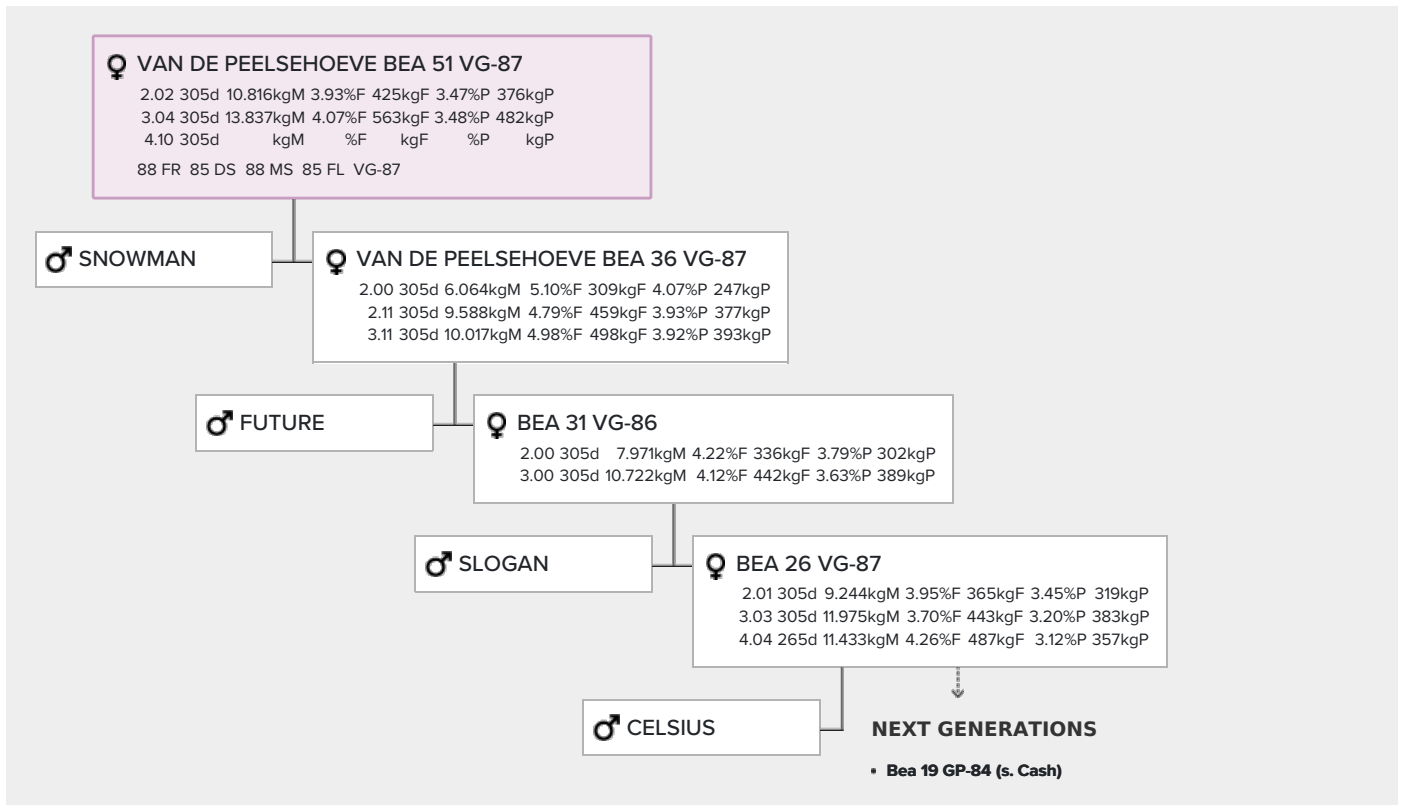 VAN DE PEELSEHOEVE BEA 51 VG-87
2.02 305d 10.816kgM 3.93%F 425kgF 3.47%P 376kgP
3.04 305d 13.837kgM 4.07%F 563kgF 3.48%P 482kgP
4.10 305d kgM %F kgF %P kgP
88 FR 85 DS 88 MS 85 FL VG-87
SNOWMAN
VAN DE PEELSEHOEVE BEA 36 VG-87
2.00 305d 6.064kgM 5.10%F 309kgF 4.07%P 247kgP
2.11 305d 9.588kgM 4.79%F 459kgF 3.93%P 377kgP
3.11 305d 10.017kgM 4.98%F 498kgF 3.92%P 393kgP
FUTURE
BEA 31 VG-86
2.00 305d 7.971kgM 4.22%F 336kgF 3.79%P 302kgP
3.00 305d 10.722kgM 4.12%F 442kgF 3.63%P 389kgP
SLOGAN
BEA 26 VG-87
2.01 305d 9.244kgM 3.95%F 365kgF 3.45%P 319kgP
3.03 305d 11.975kgM 3.70%F 443kgF 3.20%P 383kgP
4.04 265d 11.433kgM 4.26%F 487kgF 3.12%P 357kgP
CELSIUS
NEXT GENERATIONS
• Bea 19 GP-84 (s. Cash)